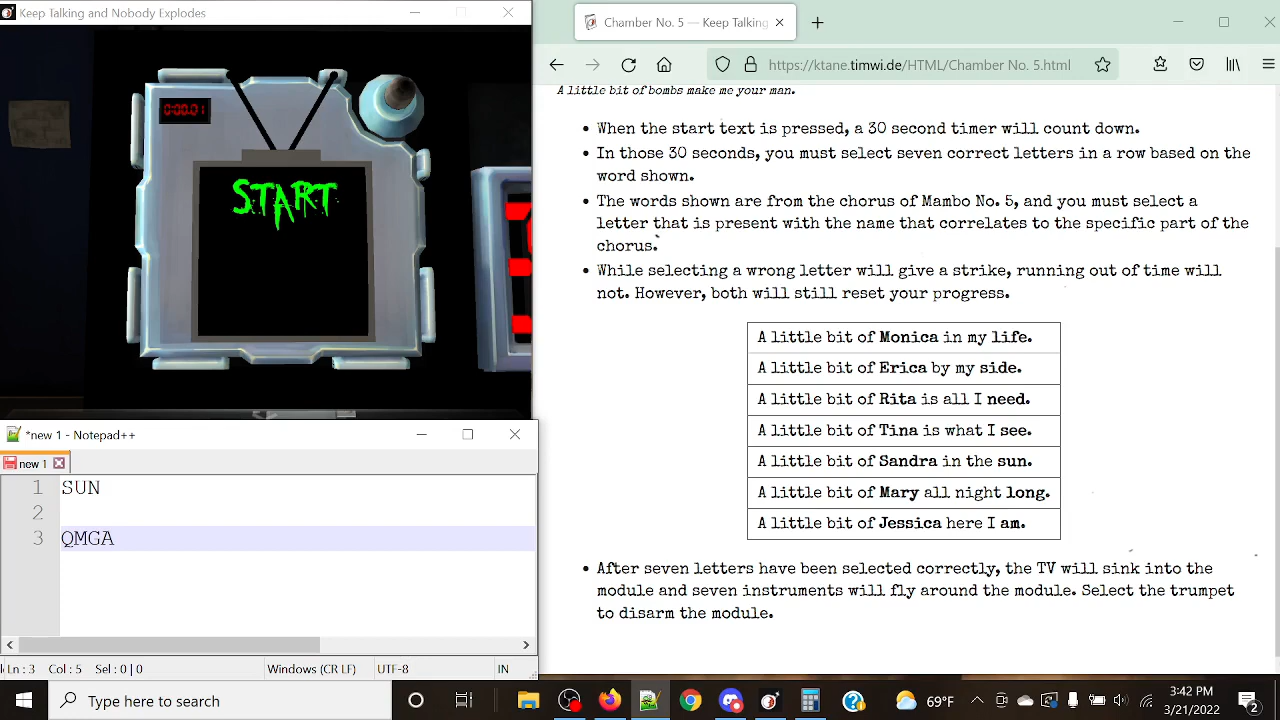 Keep Talking and Nobody Explodes
0:00.01
START
Chamber No. 5 — Keep Talking
https://ktane.timwi.de/HTML/Chamber No. 5.html
A little bit of bombs make me your man.
• When the start text is pressed, a 30 second timer will count down.
• In those 30 seconds, you must select seven correct letters in a row based on the
word shown.
• The words shown are from the chorus of Mambo No. 5, and you must select a
letter that is present with the name that correlates to the specific part of the
chorus.
• While selecting a wrong letter will give a strike, running out of time will
not. However, both will still reset your progress.
A little bit of Monica in my life.
A little bit of Erica by my side.
A little bit of Rita is all I need.
A little bit of Tina is what I see.
A little bit of Sandra in the sun.
A little bit of Mary all night long.
A little bit of Jessica here I am.
• After seven letters have been selected correctly, the TV will sink into the
module and seven instruments will fly around the module. Select the trumpet
to disarm the module.
*new 1 - Notepad++
new 1
1 SUN
2
3 QMGA
Ln : 3 Col : 5 Sel : 0 | 0 Windows (CR LF) UTF-8 IN
Type here to search
69°F
3:42 PM
3/21/2022
2